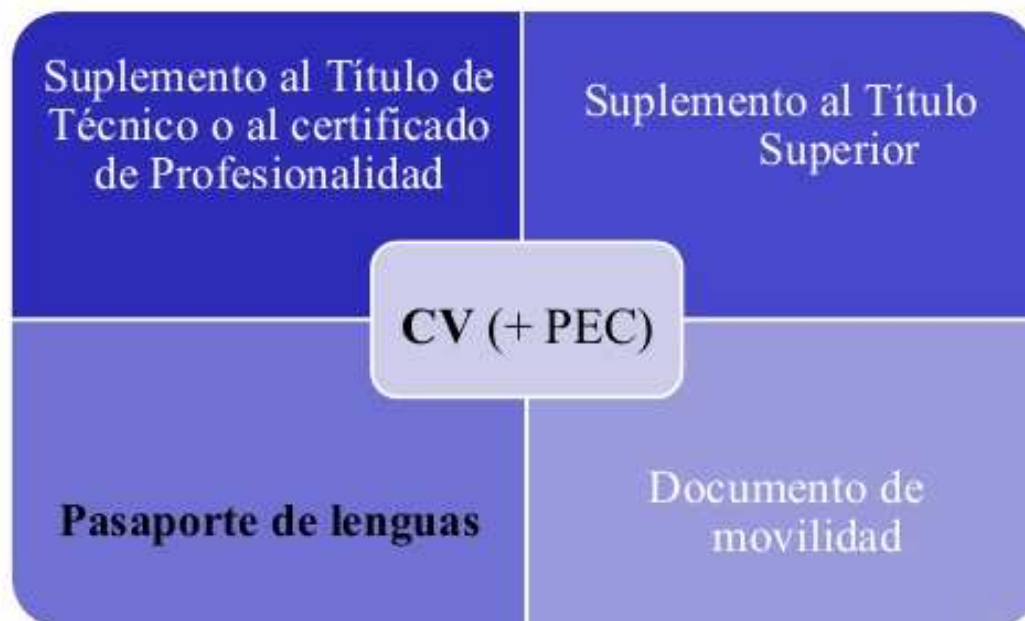 Suplemento al Título de
Técnico o al certificado
de Profesionalidad
Suplemento al Título
Superior
CV (+ PEC)
Pasaporte de lenguas
Documento de
movilidad